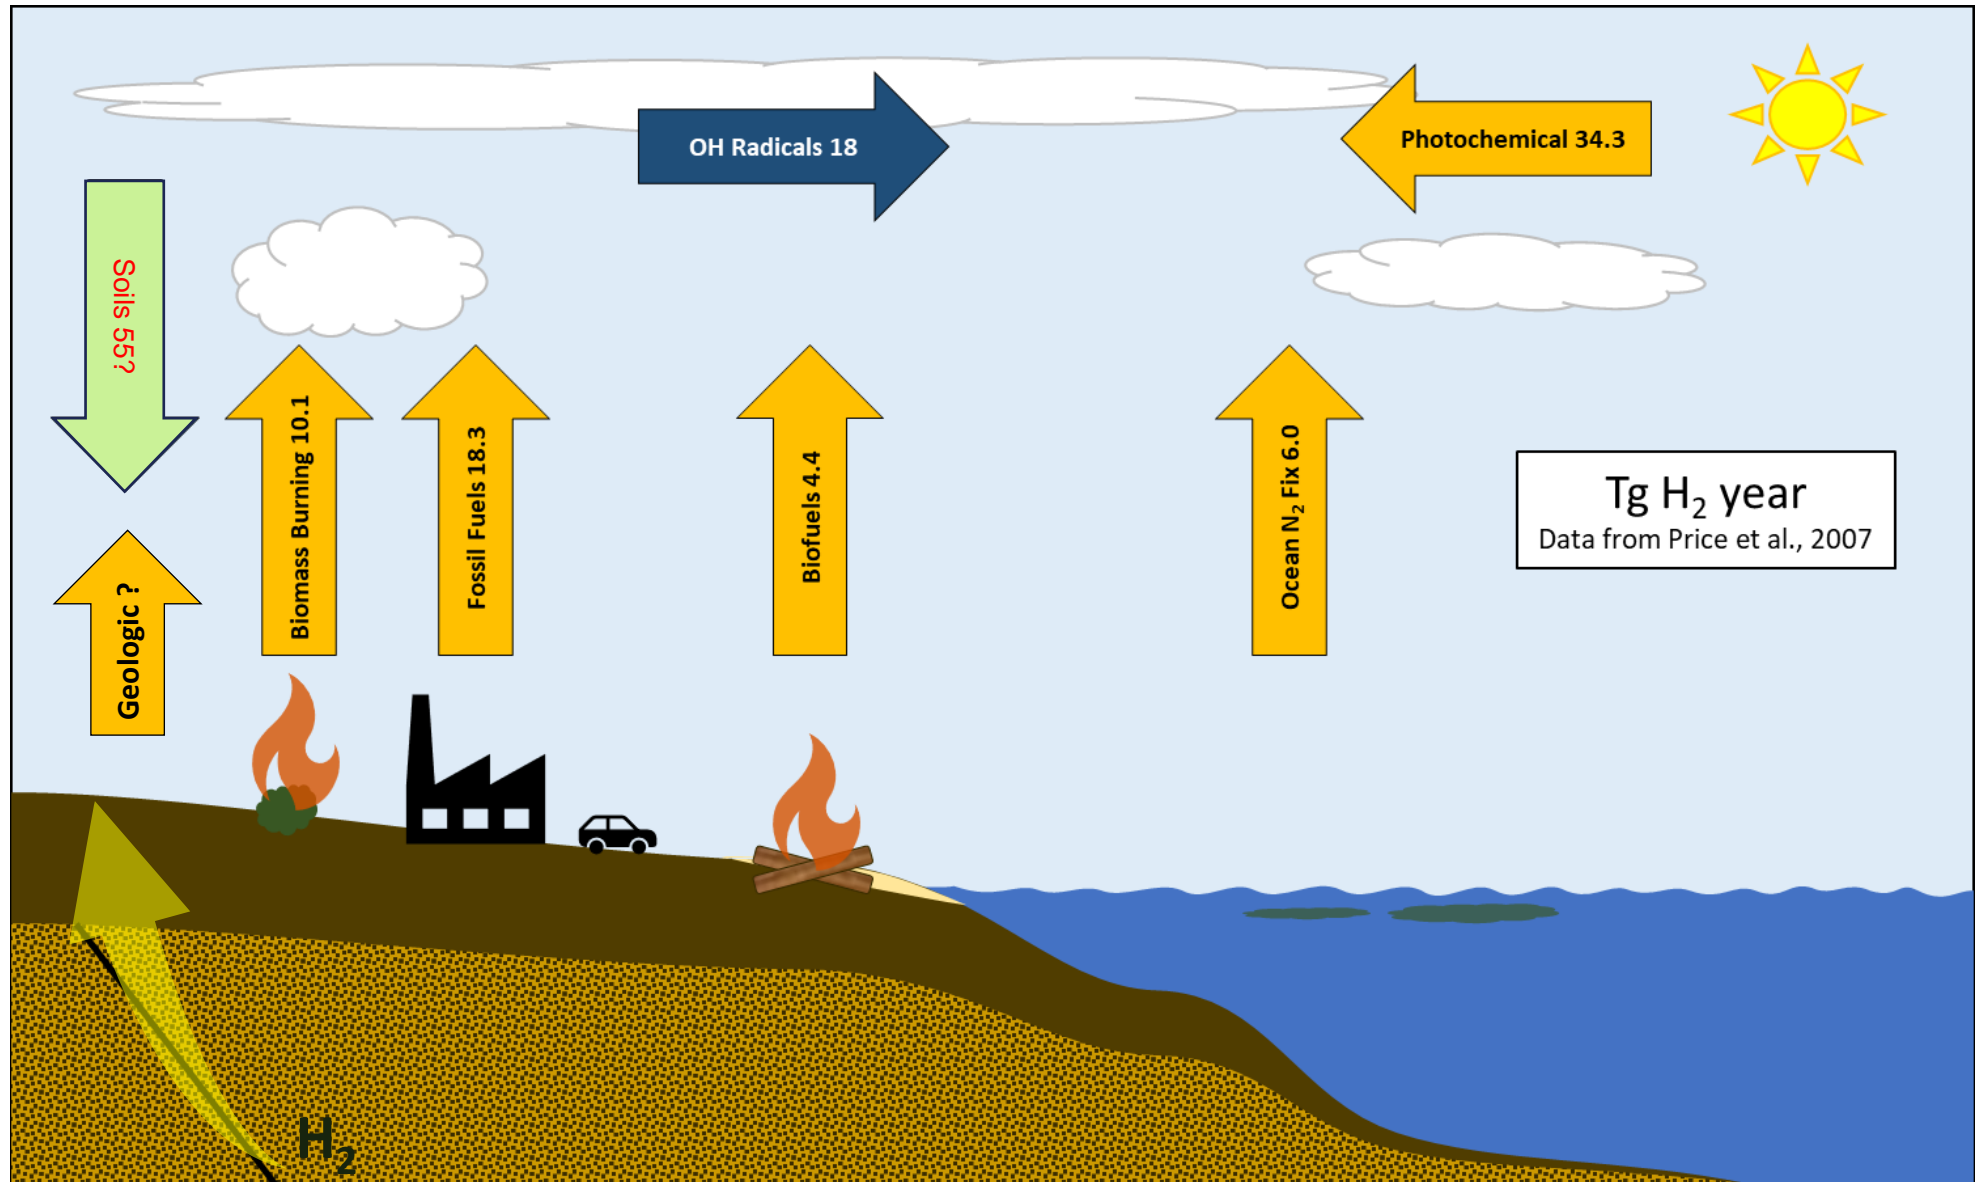 OH Radicals 18
Photochemical 34.3
Soils 55?
Geologic ?
Biomass Burning 10.1
Fossil Fuels 18.3
Biofuels 4.4
Ocean N₂ Fix 6.0
Tg H₂ year
Data from Price et al., 2007
H₂